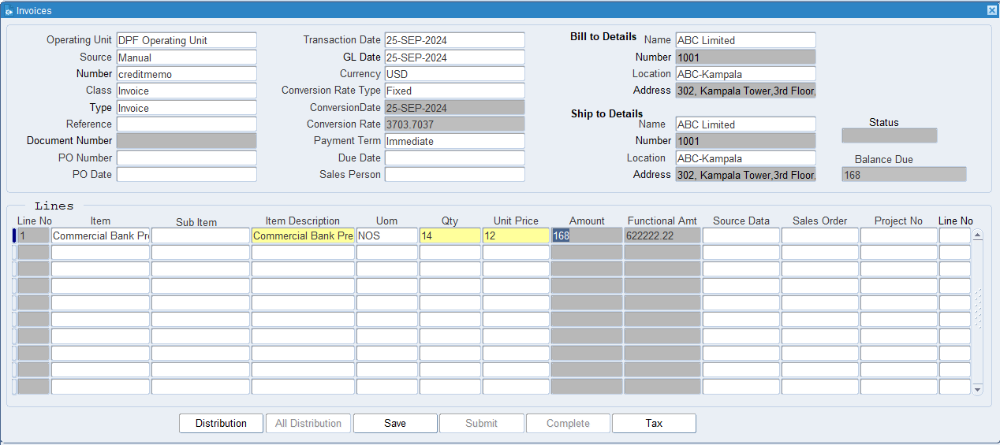 Invoices
Operating Unit DPF Operating Unit Transaction Date 25-SEP-2024 Bill to Details Name ABC Limited
Source Manual GL Date 25-SEP-2024 Number 1001
Number creditmemo Currency USD Location ABC-Kampala
Class Invoice Conversion Rate Type Fixed Address 302, Kampala Tower,3rd Floor,
Type Invoice ConversionDate 25-SEP-2024
Ship to Details
Reference Conversion Rate 3703.7037 Name ABC Limited Status
Document Number Payment Term Immediate Number 1001
PO Number Due Date Location ABC-Kampala Balance Due
PO Date Sales Person Address 302, Kampala Tower,3rd Floor, 168
Lines
Line No Item Sub Item Item Description Uom Qty Unit Price Amount Functional Amt Source Data Sales Order Project No Line No
1 Commercial Bank Pre Commercial Bank Pre NOS 14 12 168 622222.22
Distribution All Distribution Save Submit Complete Tax